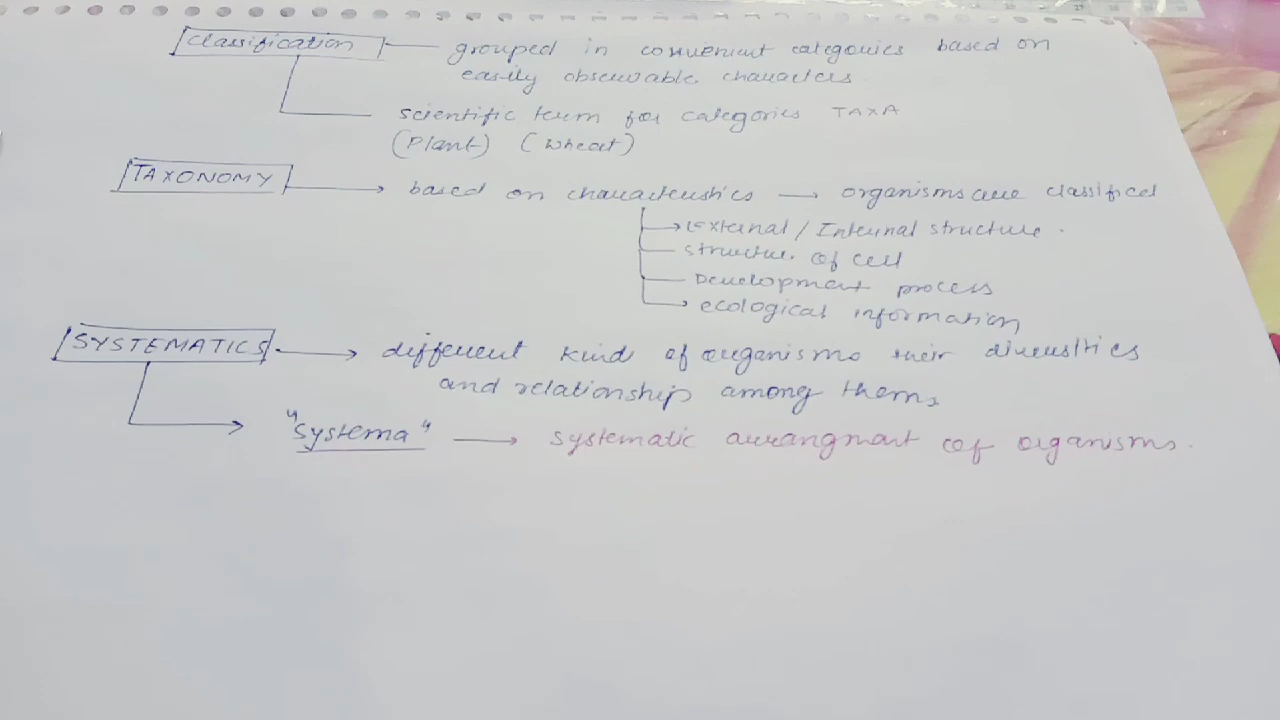 Classification — grouped in convenient categories based on
easily observable characters.
scientific term for categories TAXA
(Plant) (Wheat)
TAXONOMY → based on characteristics → organisms are classified
→ External / Internal structure.
structure of cell
Development process
→ ecological information
SYSTEMATICS → different kind of organisms their diversities
and relationship among them,
→ "Systema" → systematic arrangmant of organisms.